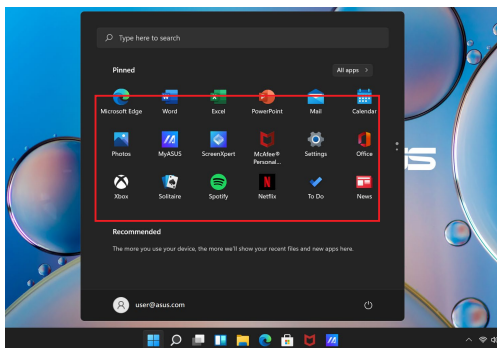 Type here to search
Pinned
All apps >
Microsoft Edge Word Excel PowerPoint Mail Calendar
Photos MyASUS ScreenXpert McAfee® Personal... Settings Office
Xbox Solitaire Spotify Netflix To Do News
Recommended
The more you use your device, the more we'll show your recent files and new apps here.
user@asus.com